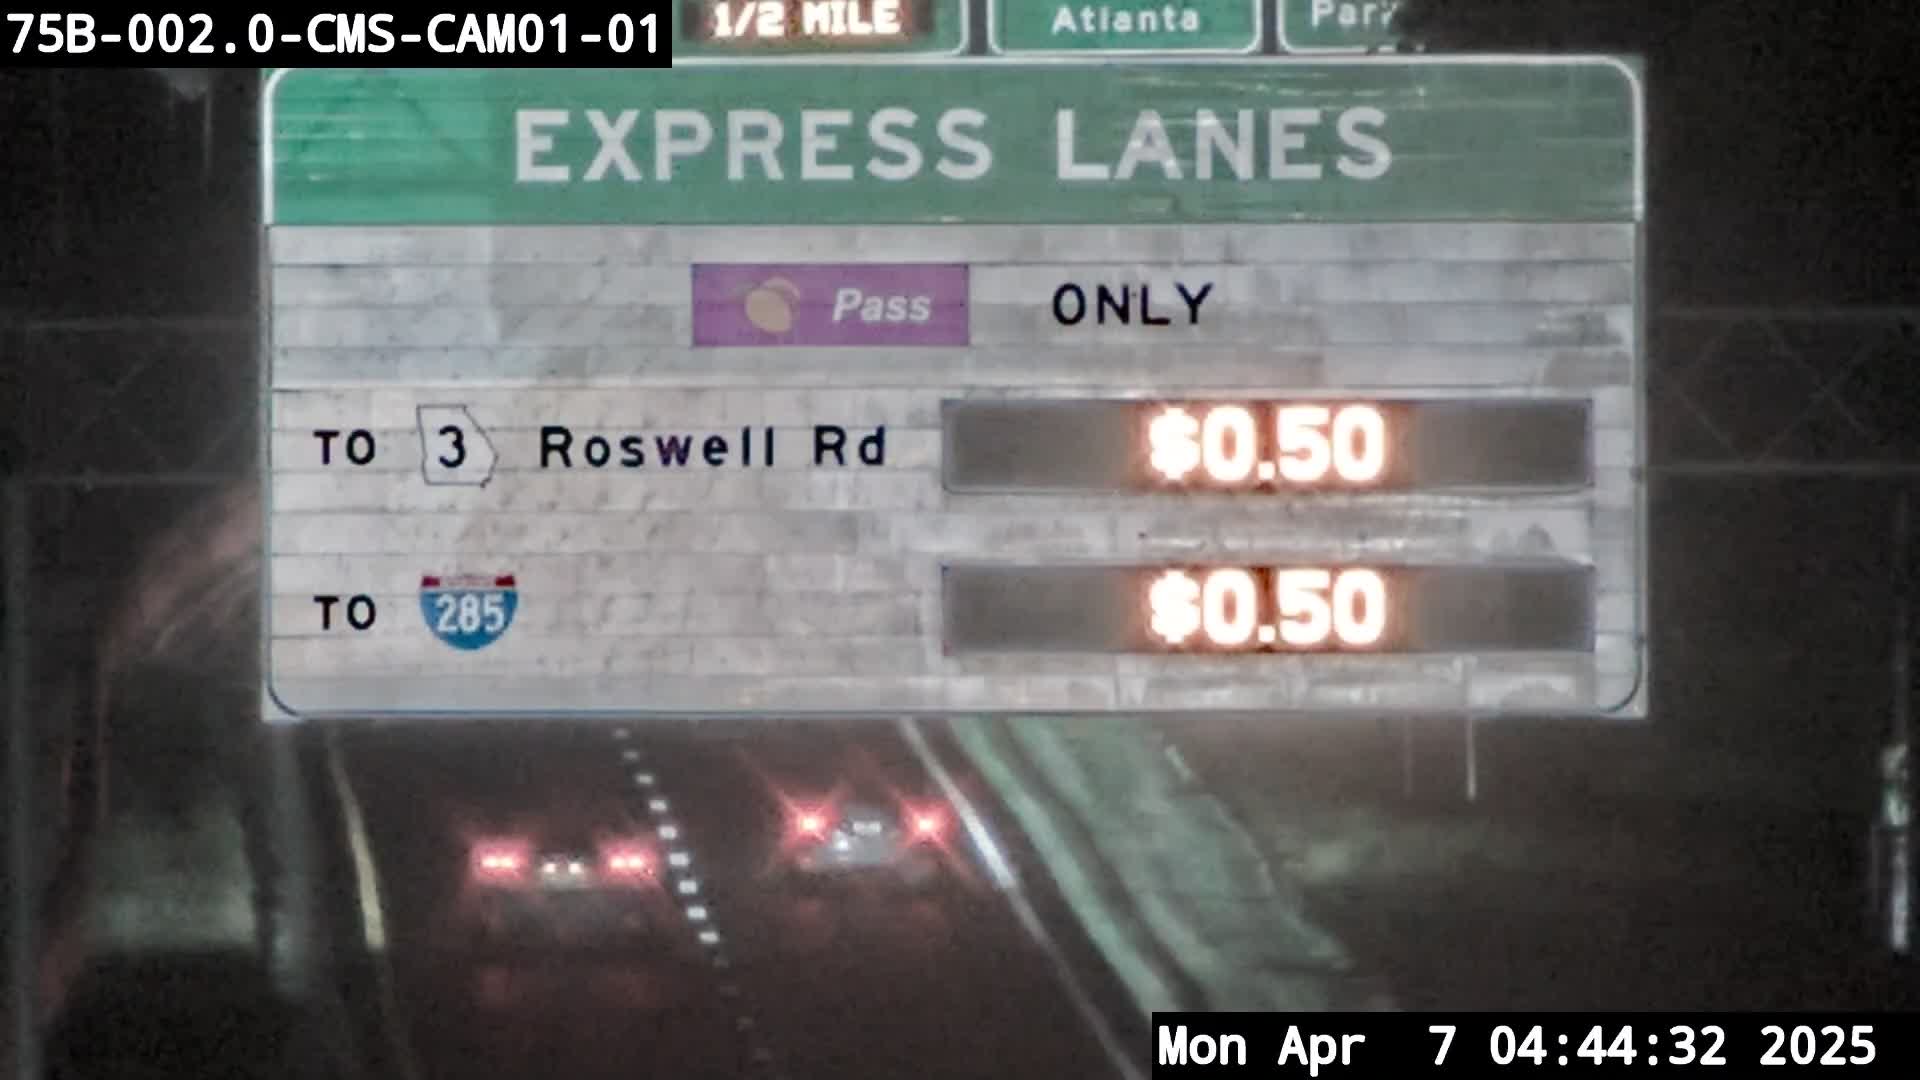 75B-002.0-CMS-CAM01-01
1/2 MILE
Atlanta
EXPRESS LANES
Pass ONLY
TO 3 Roswell Rd $0.50
TO 285 $0.50
Mon Apr 7 04:44:32 2025